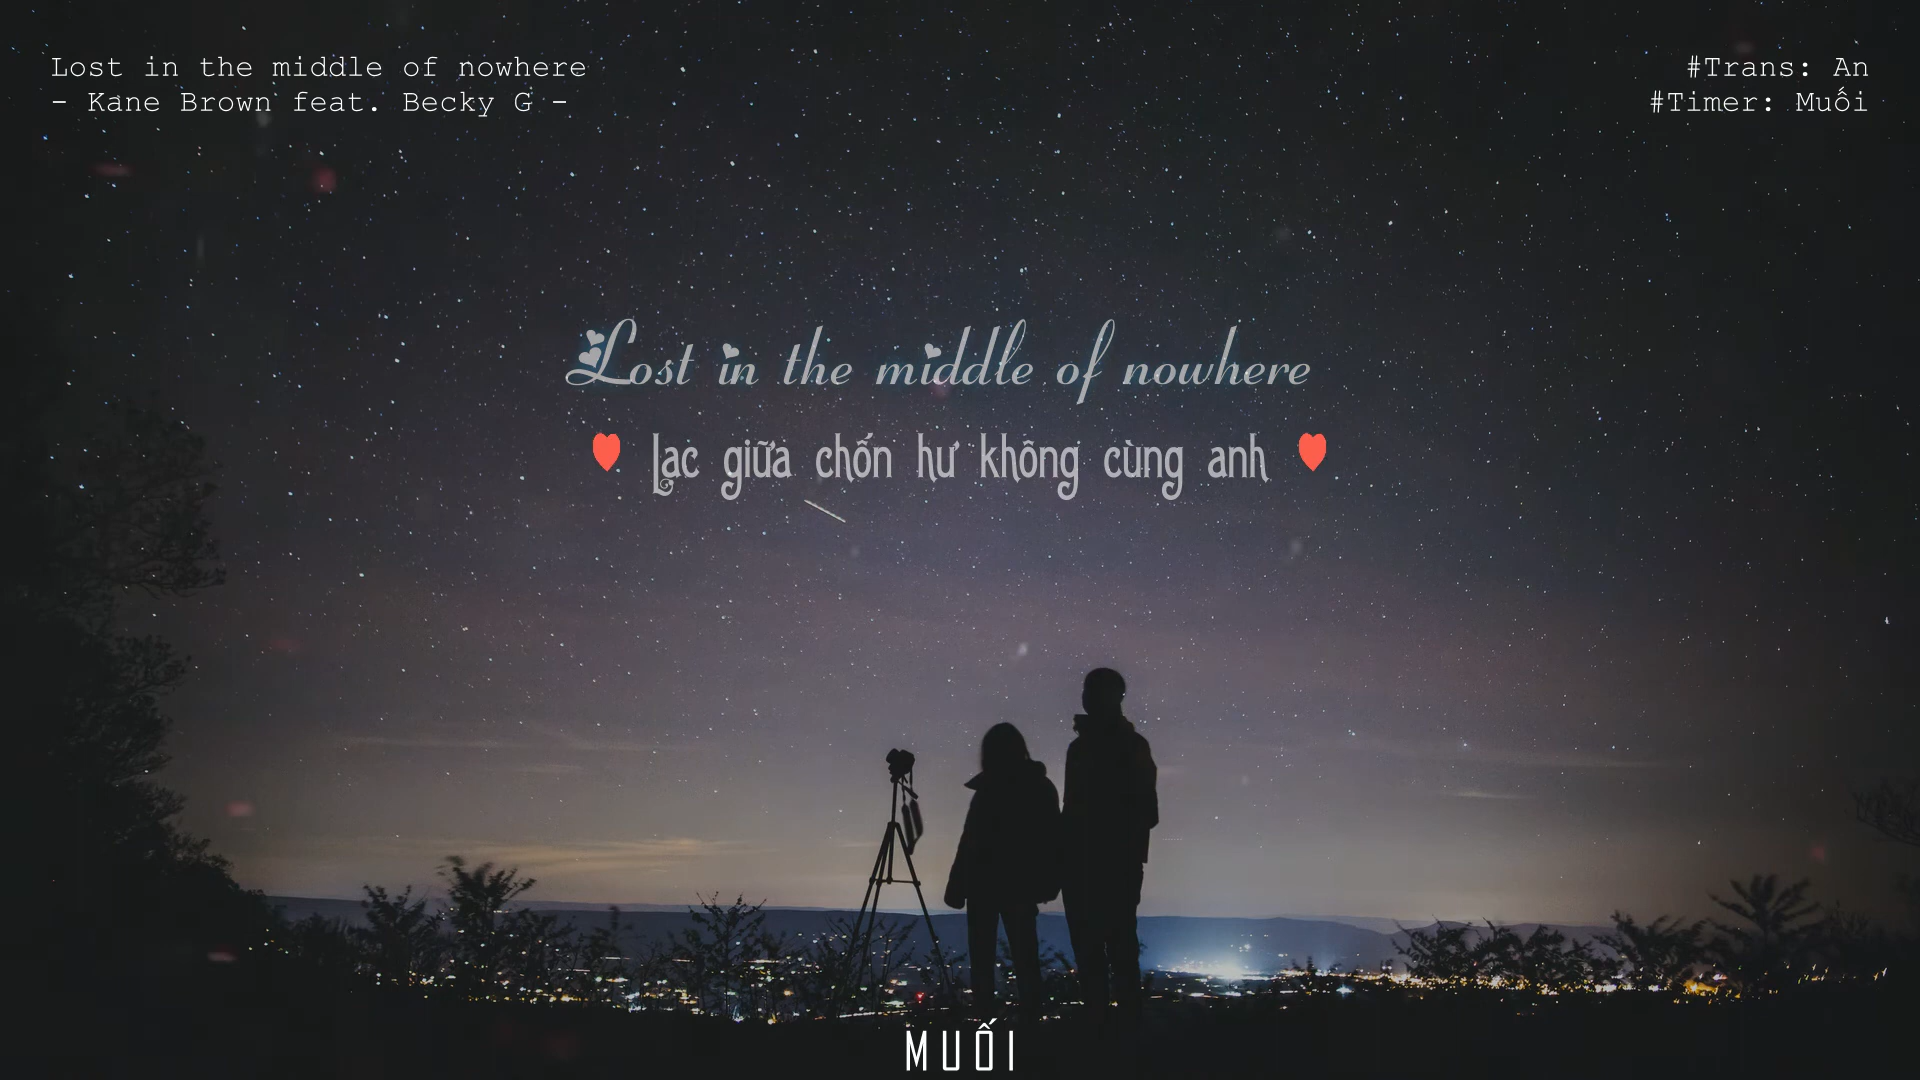 Lost in the middle of nowhere
- Kane Brown feat. Becky G -
#Trans: An
#Timer: Muối
Lost in the middle of nowhere
♥ Lạc giữa chốn hư không cùng anh ♥
MUỐI